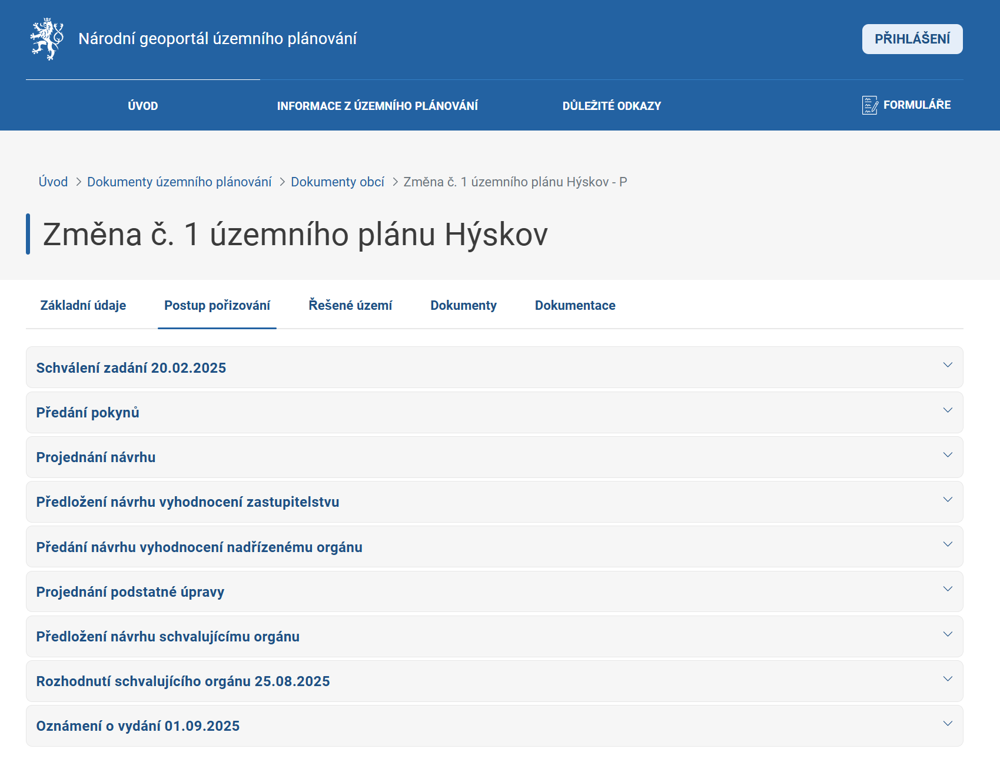 Národní geoportál územního plánování
PŘIHLÁŠENÍ
ÚVOD
INFORMACE Z ÚZEMNÍHO PLÁNOVÁNÍ
DŮLEŽITÉ ODKAZY
FORMULÁŘE
Úvod > Dokumenty územního plánování > Dokumenty obcí > Změna č. 1 územního plánu Hýskov - P
Změna č. 1 územního plánu Hýskov
Základní údaje
Postup pořizování
Řešené území
Dokumenty
Dokumentace
Schválení zadání 20.02.2025
Předání pokynů
Projednání návrhu
Předložení návrhu vyhodnocení zastupitelstvu
Předání návrhu vyhodnocení nadřízenému orgánu
Projednání podstatné úpravy
Předložení návrhu schvalujícímu orgánu
Rozhodnutí schvalujícího orgánu 25.08.2025
Oznámení o vydání 01.09.2025